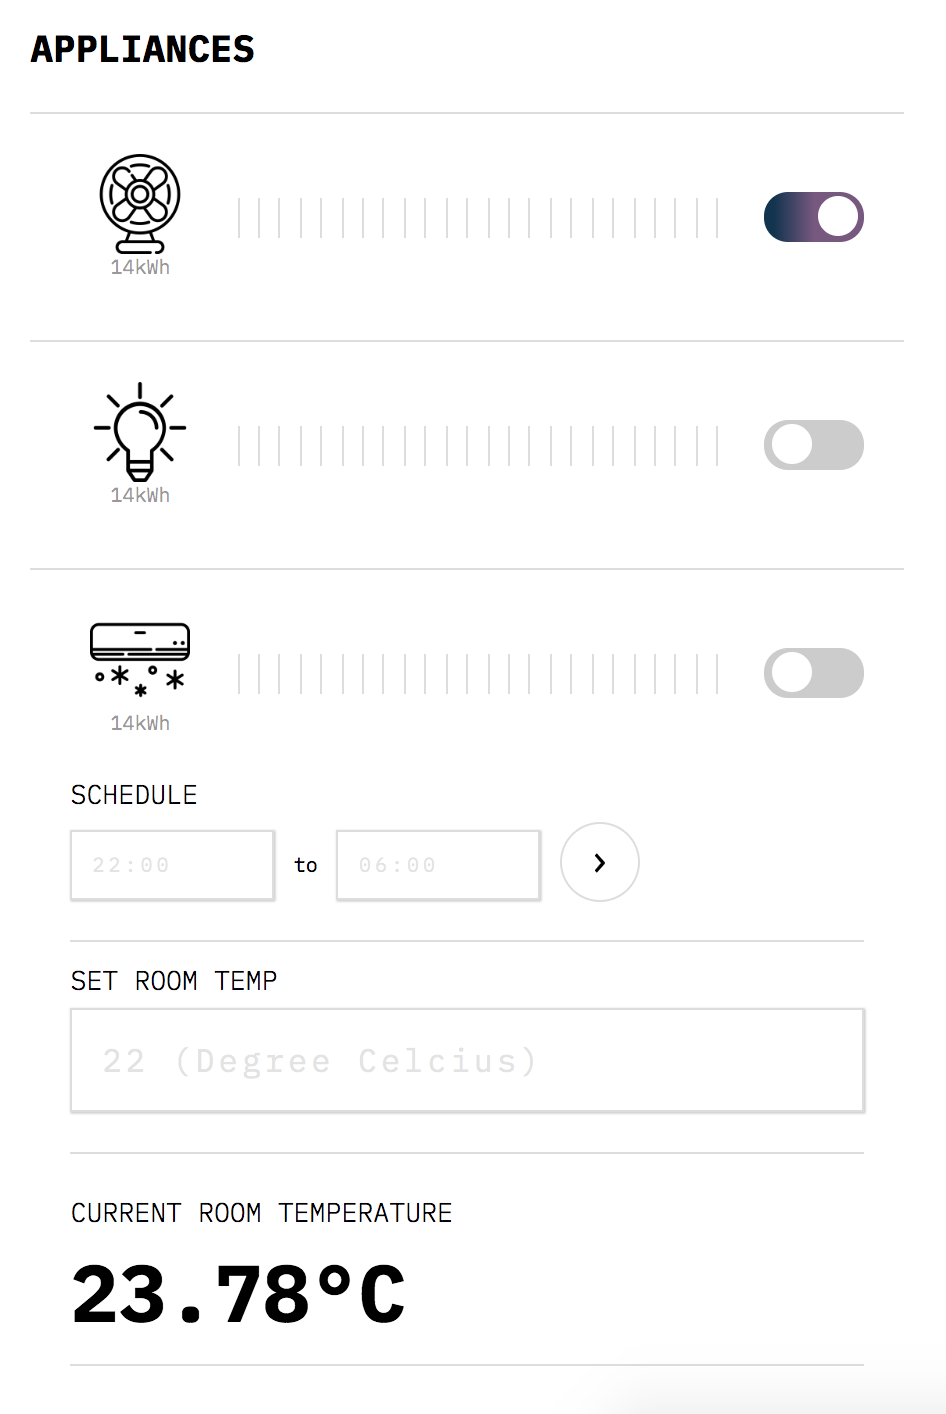 APPLIANCES
14kWh
14kWh
14kWh
SCHEDULE
22:00 to 06:00
SET ROOM TEMP
22 (Degree Celcius)
CURRENT ROOM TEMPERATURE
23.78°C